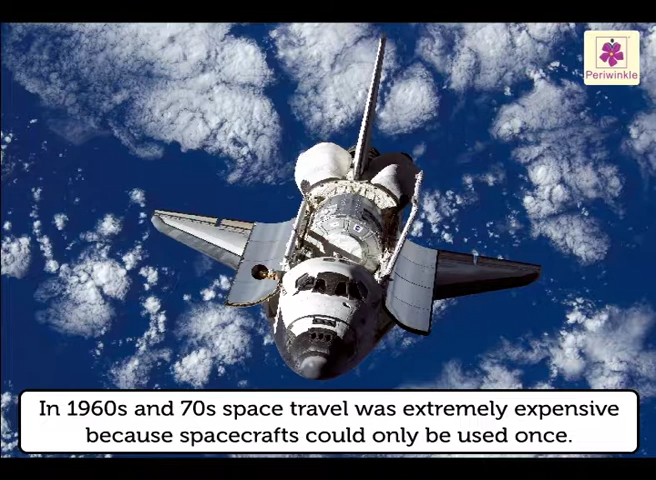 Periwinkle
In 1960s and 70s space travel was extremely expensive
because spacecrafts could only be used once.